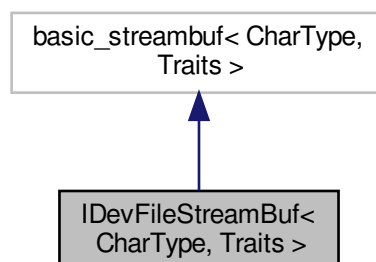 basic_streambuf< CharType,
Traits >
IDevFileStreamBuf<
CharType, Traits >